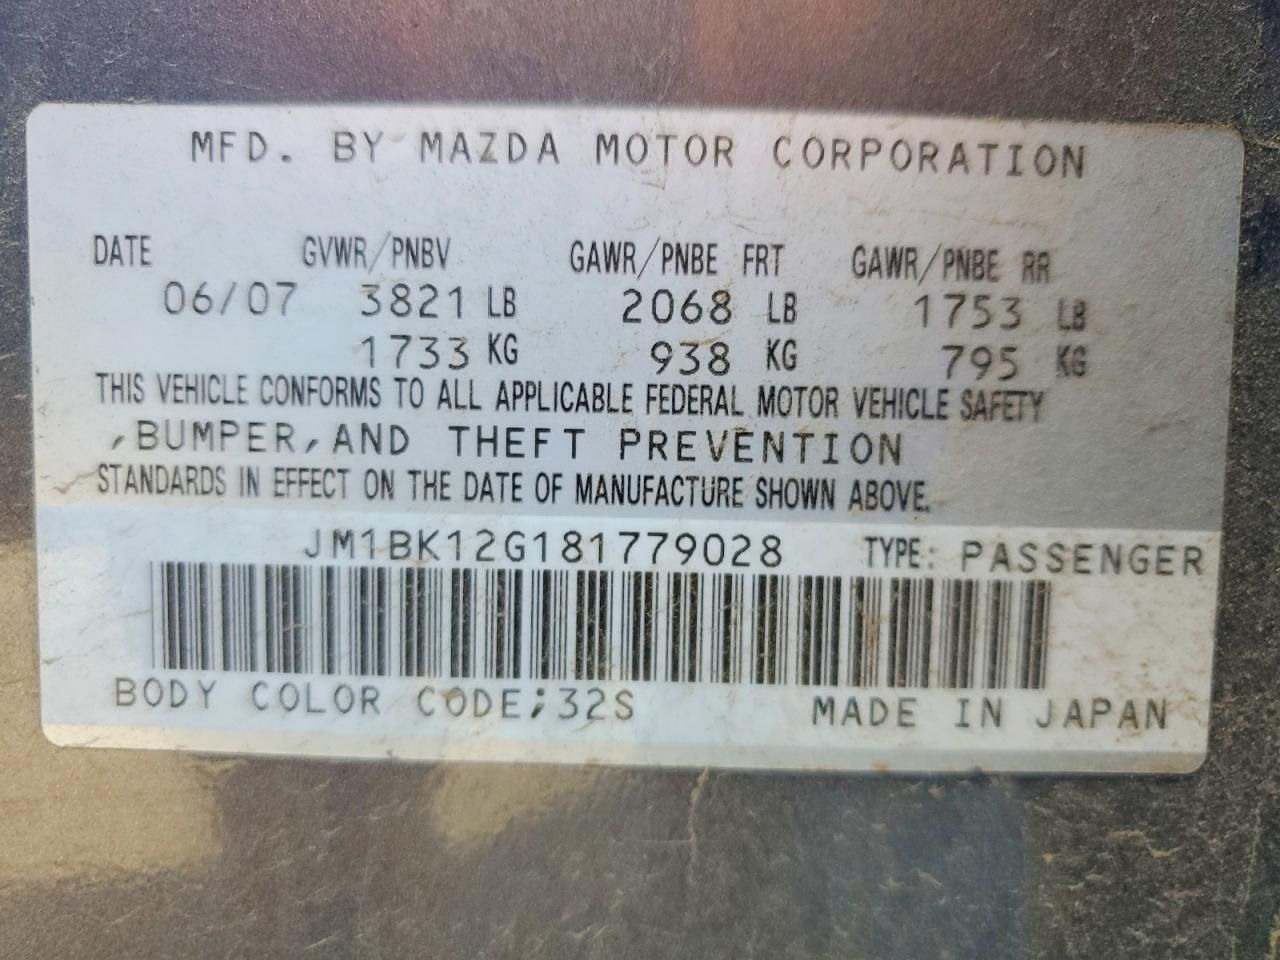 MFD. BY MAZDA MOTOR CORPORATION
DATE GVWR/PNBV GAWR/PNBE FRT GAWR/PNBE RR
06/07 3821 LB 2068 LB 1753 LB
1733 KG 938 KG 795 KG
THIS VEHICLE CONFORMS TO ALL APPLICABLE FEDERAL MOTOR VEHICLE SAFETY
,BUMPER,AND THEFT PREVENTION
STANDARDS IN EFFECT ON THE DATE OF MANUFACTURE SHOWN ABOVE.
JM1BK12G181779028 TYPE: PASSENGER
BODY COLOR CODE;32S MADE IN JAPAN